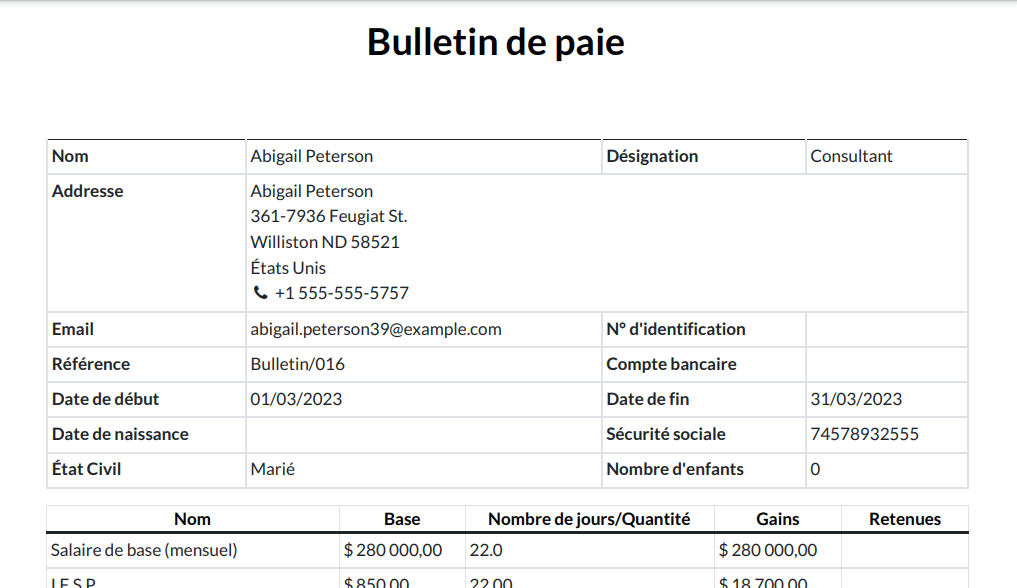 Bulletin de paie
Nom Abigail Peterson Désignation Consultant
Addresse Abigail Peterson
361-7936 Feugiat St.
Williston ND 58521
États Unis
+1 555-555-5757
Email abigail.peterson39@example.com N° d'identification
Référence Bulletin/016 Compte bancaire
Date de début 01/03/2023 Date de fin 31/03/2023
Date de naissance Sécurité sociale 74578932555
État Civil Marié Nombre d'enfants 0
Nom Base Nombre de jours/Quantité Gains Retenues
Salaire de base (mensuel) $ 280 000,00 22.0 $ 280 000,00
I.E.S.P $ 850,00 22.00 $ 18 700,00